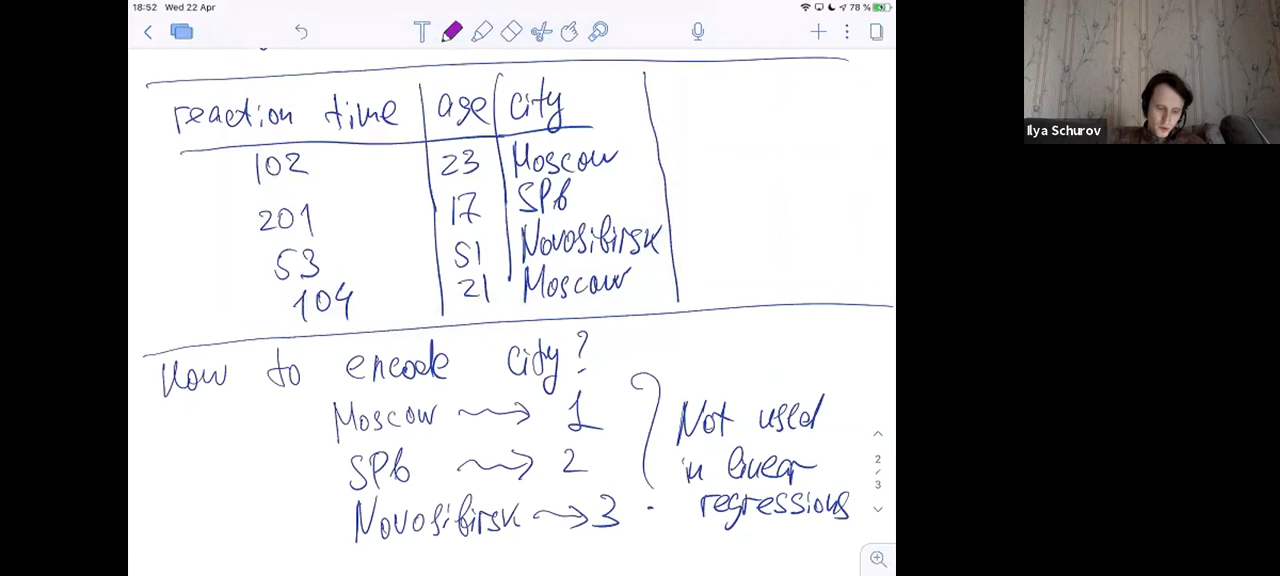 18:52 Wed 22 Apr
78 %
T
reaction time age city
102 23 Moscow
201 17 SPb
53 51 Novosibirsk
104 21 Moscow
How to encode city?
Moscow → 1
SPb → 2
Novosibirsk → 3
?
Not used
in linear
regressions
2
/
3
Ilya Schurov